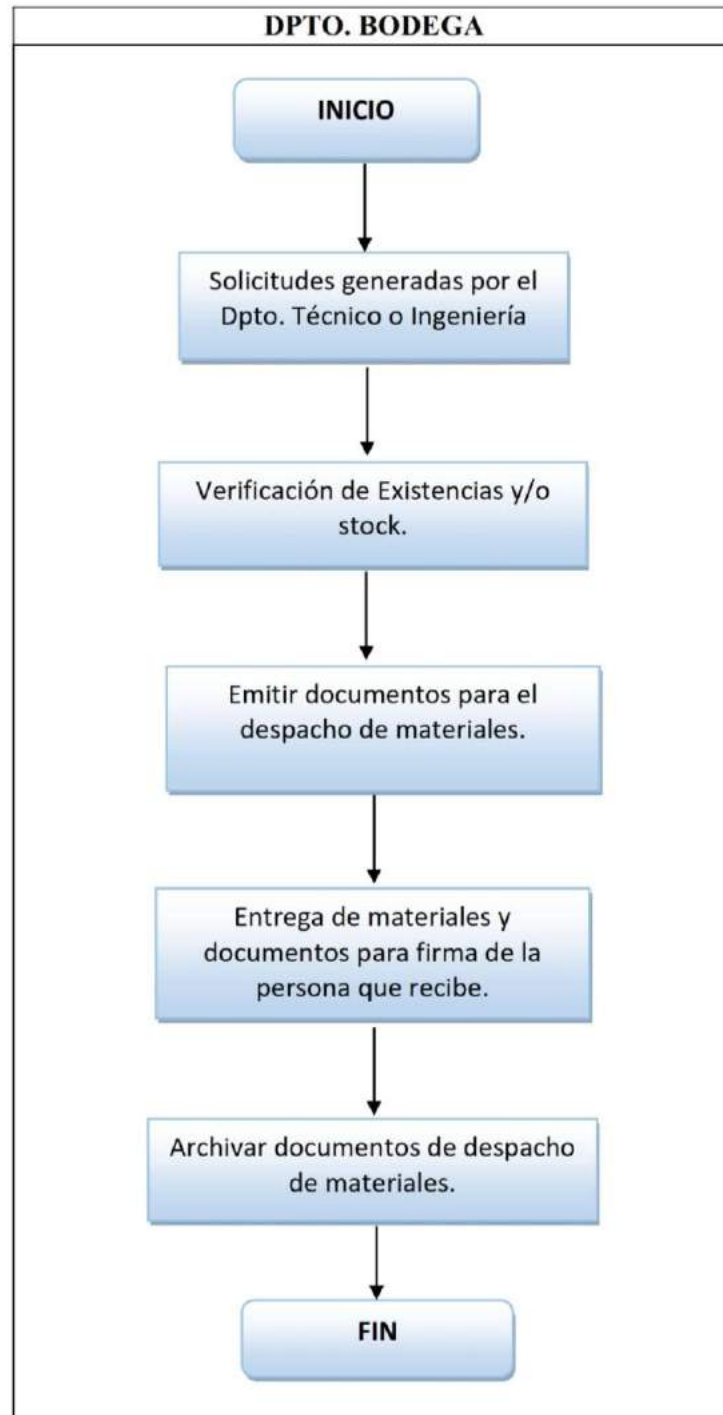 DPTO. BODEGA
INICIO
Solicitudes generadas por el
Dpto. Técnico o Ingeniería
Verificación de Existencias y/o
stock.
Emitir documentos para el
despacho de materiales.
Entrega de materiales y
documentos para firma de la
persona que recibe.
Archivar documentos de despacho
de materiales.
FIN